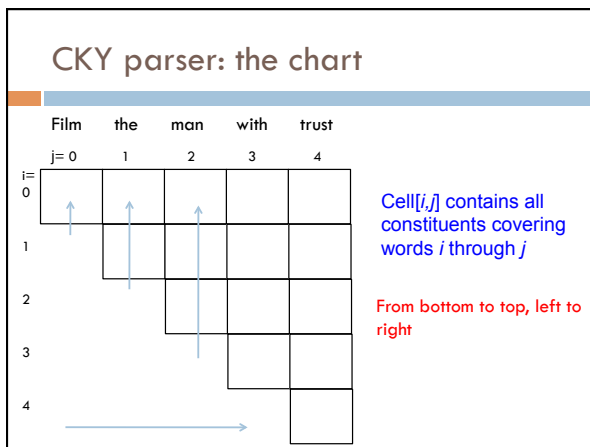 CKY parser: the chart
Film the man with trust
j= 0 1 2 3 4
i=
0
Cell[i,j] contains all
constituents covering
words i through j
1
2
From bottom to top, left to
right
3
4